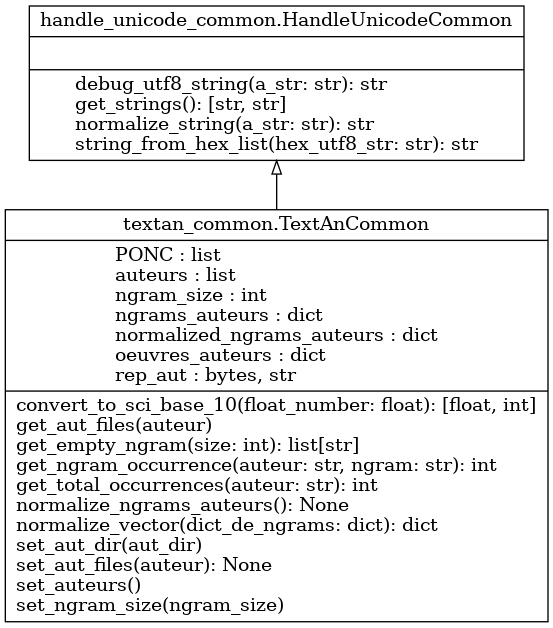 handle_unicode_common.HandleUnicodeCommon
debug_utf8_string(a_str: str): str
get_strings(): [str, str]
normalize_string(a_str: str): str
string_from_hex_list(hex_utf8_str: str): str
textan_common.TextAnCommon
PONC : list
auteurs : list
ngram_size : int
ngrams_auteurs : dict
normalized_ngrams_auteurs : dict
oeuvres_auteurs : dict
rep_aut : bytes, str
convert_to_sci_base_10(float_number: float): [float, int]
get_aut_files(auteur)
get_empty_ngram(size: int): list[str]
get_ngram_occurrence(auteur: str, ngram: str): int
get_total_occurrences(auteur: str): int
normalize_ngrams_auteurs(): None
normalize_vector(dict_de_ngrams: dict): dict
set_aut_dir(aut_dir)
set_aut_files(auteur): None
set_auteurs()
set_ngram_size(ngram_size)